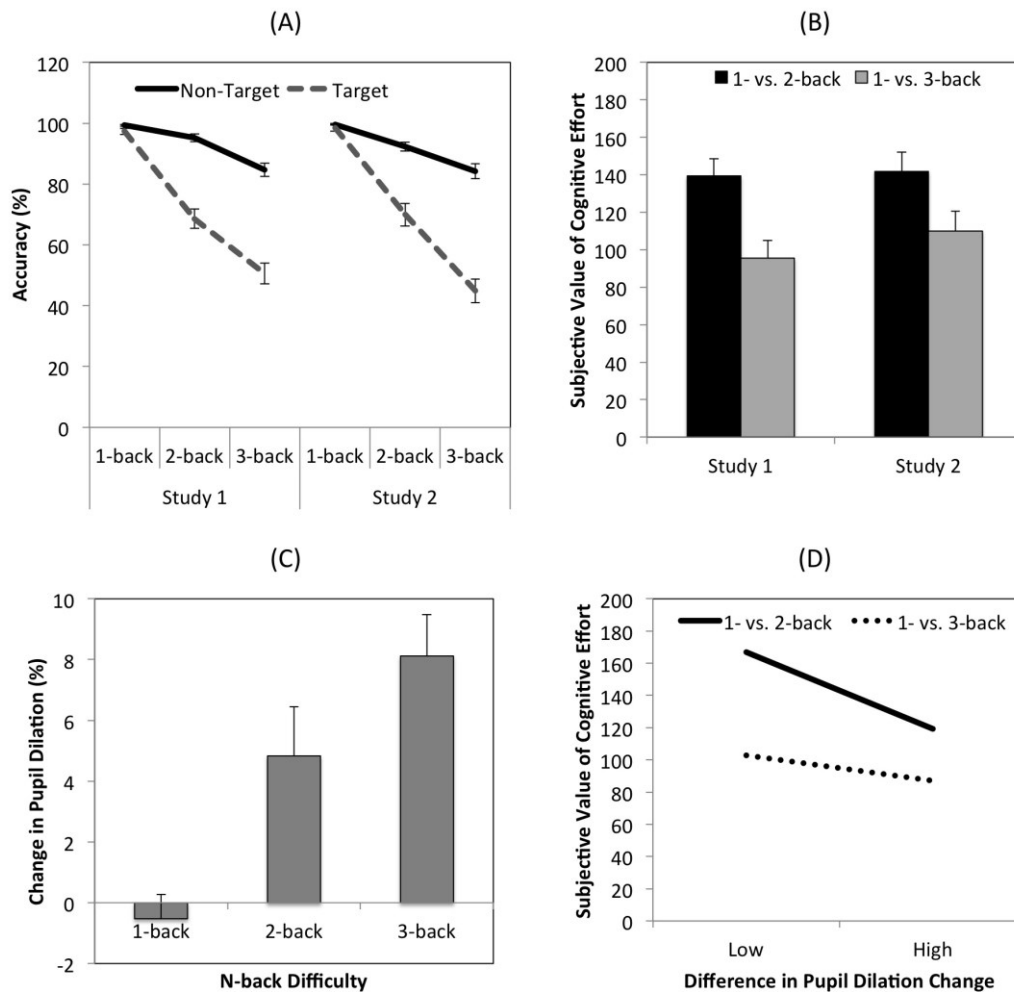 (A)
120
100
80
60
40
20
0
Accuracy (%)
Non-Target Target
1-back 2-back 3-back 1-back 2-back 3-back
Study 1 Study 2
(B)
200
180
160
140
120
100
80
60
40
20
0
Subjective Value of Cognitive Effort
1- vs. 2-back 1- vs. 3-back
Study 1 Study 2
(C)
10
8
6
4
2
0
-2
Change in Pupil Dilation (%)
1-back 2-back 3-back
N-back Difficulty
(D)
200
180
160
140
120
100
80
60
40
20
0
Subjective Value of Cognitive Effort
1- vs. 2-back 1- vs. 3-back
Low High
Difference in Pupil Dilation Change